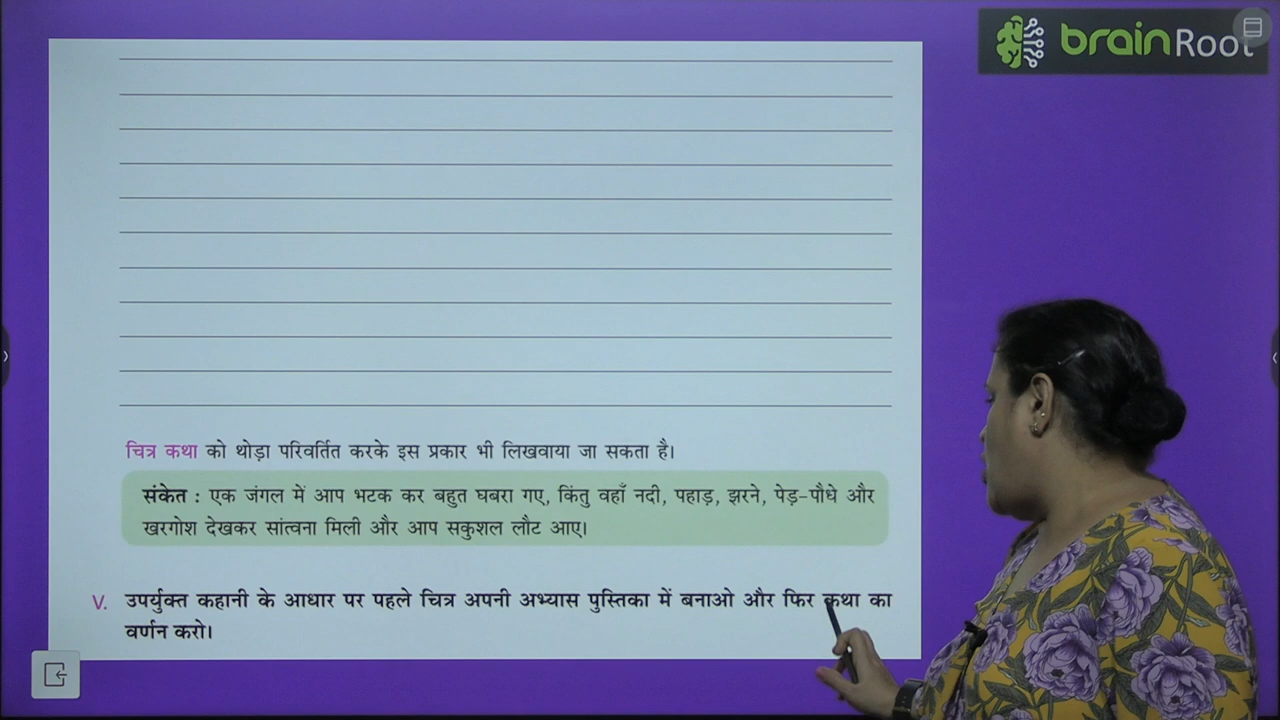 brainRoot
चित्र कथा को थोड़ा परिवर्तित करके इस प्रकार भी लिखवाया जा सकता है।
संकेत : एक जंगल में आप भटक कर बहुत घबरा गए, किंतु वहाँ नदी, पहाड़, झरने, पेड़-पौधे और
खरगोश देखकर सांत्वना मिली और आप सकुशल लौट आए।
V. उपर्युक्त कहानी के आधार पर पहले चित्र अपनी अभ्यास पुस्तिका में बनाओ और फिर कथा का
वर्णन करो।